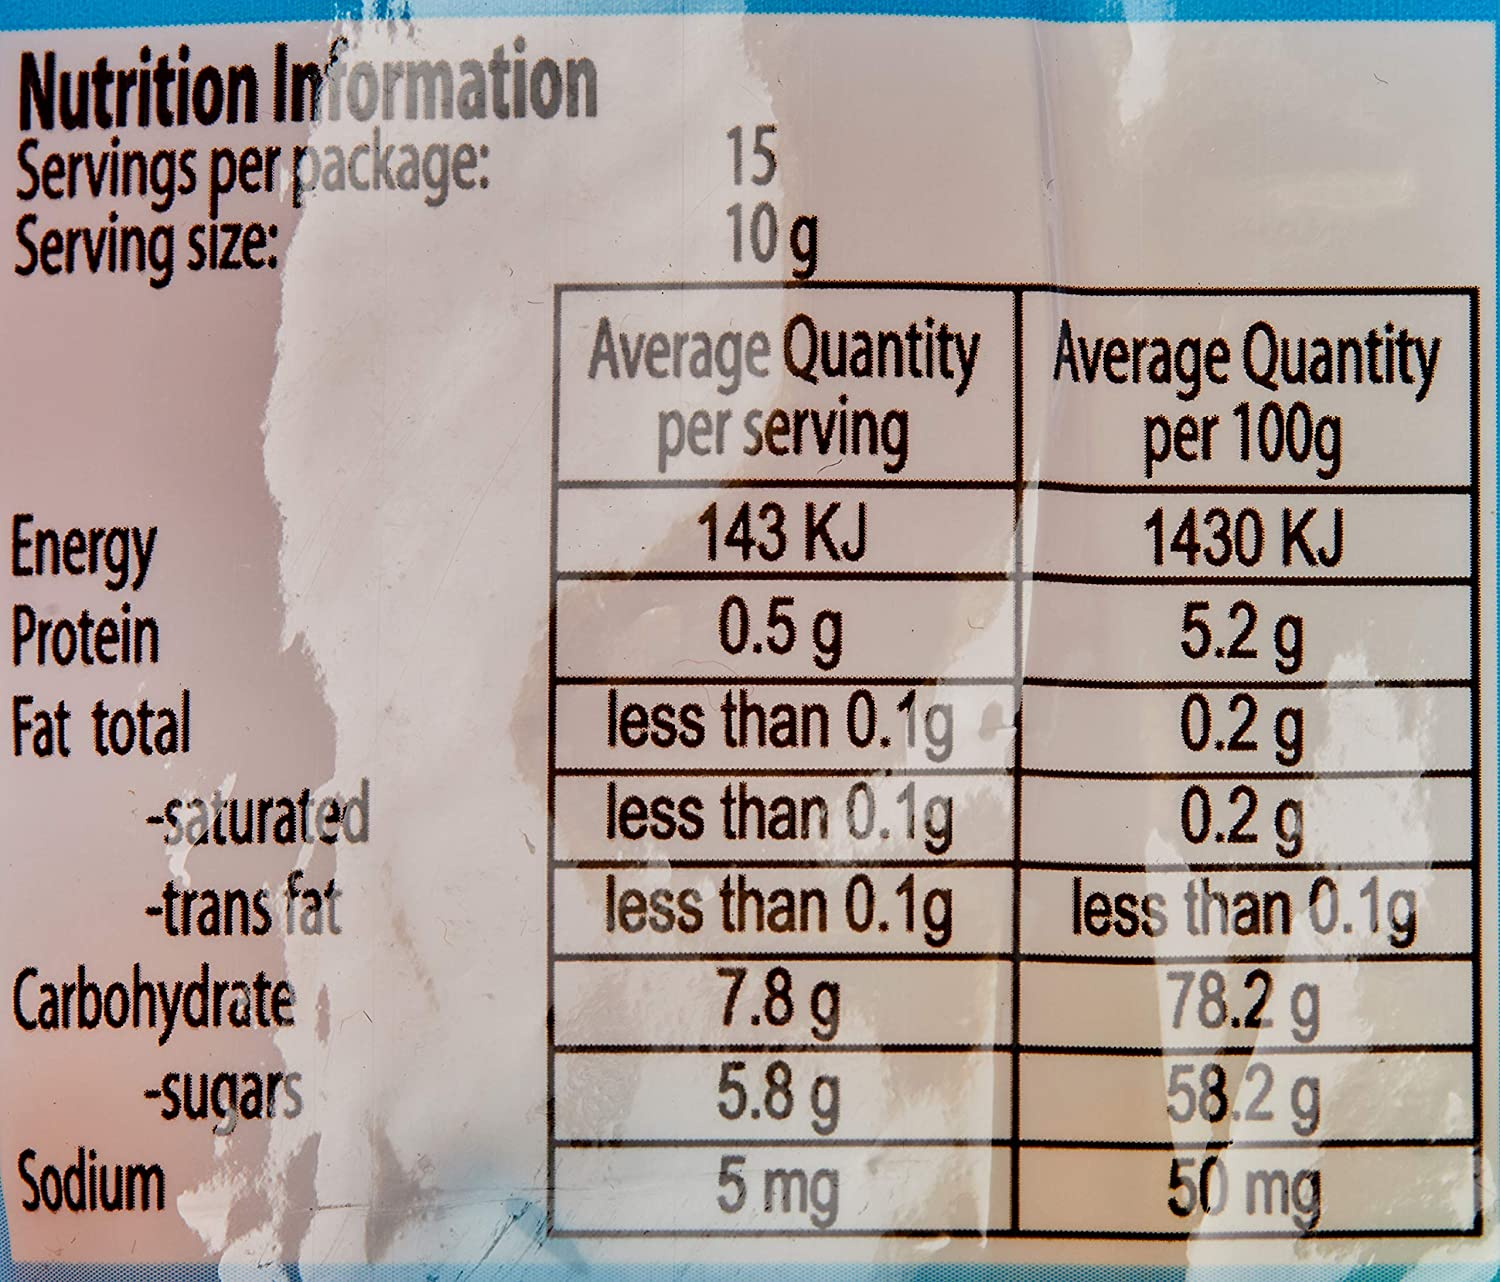 Nutrition Information
Servings per package: 15
Serving size: 10 g
Average Quantity per serving Average Quantity per 100g
Energy 143 KJ 1430 KJ
Protein 0.5 g 5.2 g
Fat total less than 0.1g 0.2 g
-saturated less than 0.1g 0.2 g
-trans fat less than 0.1g less than 0.1g
Carbohydrate 7.8 g 78.2 g
-sugars 5.8 g 58.2 g
Sodium 5 mg 50 mg